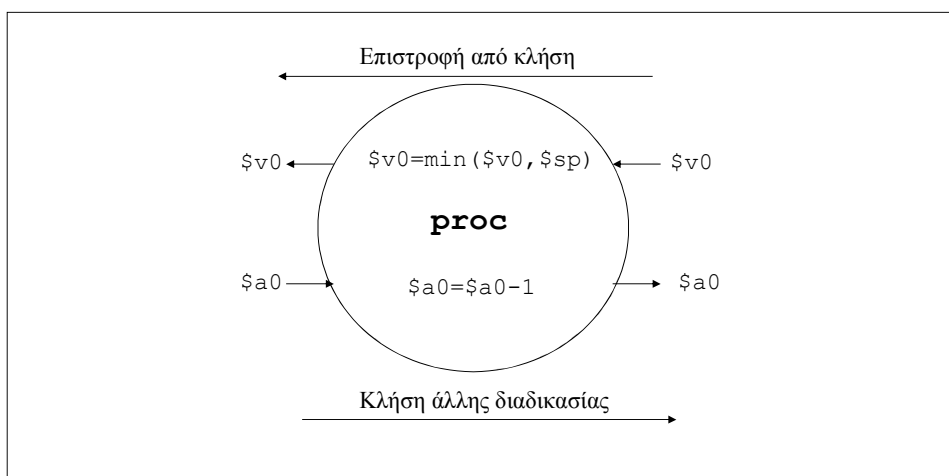 Επιστροφή από κλήση
$v0
$v0=min($v0,$sp)
$v0
proc
$a0
$a0=$a0-1
$a0
Κλήση άλλης διαδικασίας